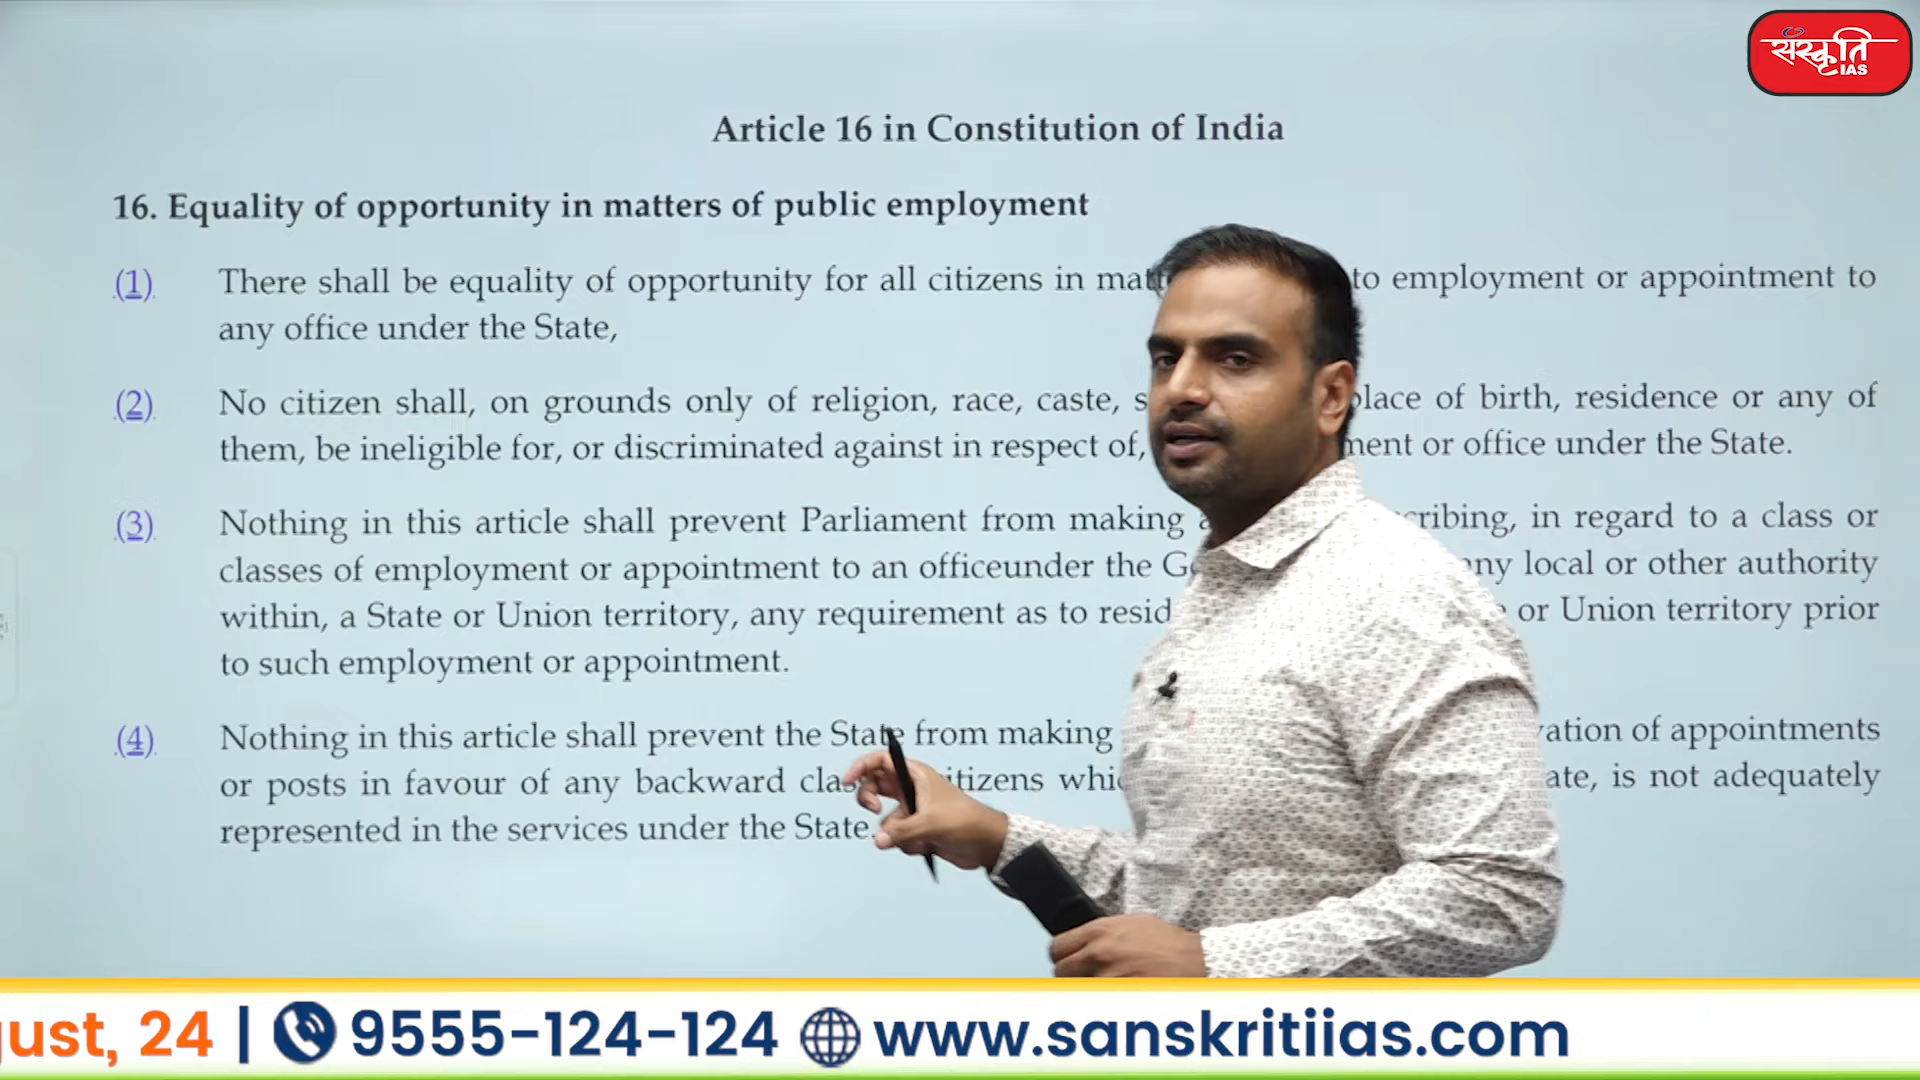 संस्कृति
IAS
Article 16 in Constitution of India
16. Equality of opportunity in matters of public employment
(1) There shall be equality of opportunity for all citizens in to employment or appointment to
any office under the State,
(2) No citizen shall, on grounds only of religion, race, caste, place of birth, residence or any of
them, be ineligible for, or discriminated against in respect of, or office under the State.
(3) Nothing in this article shall prevent Parliament from making in regard to a class or
classes of employment or appointment to an officeunder the local or other authority
within, a State or Union territory, any requirement as to or Union territory prior
to such employment or appointment.
(4) Nothing in this article shall prevent the State from making of appointments
or posts in favour of any backward is not adequately
represented in the services under the State.
gust, 24 | 9555-124-124 www.sanskritiias.com